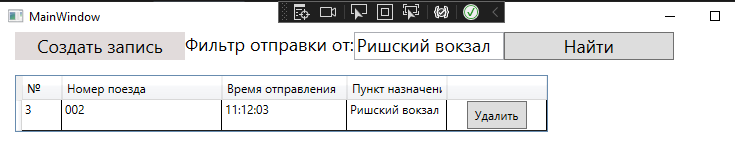 MainWindow
Создать запись Фильтр отправки от: Ришский вокзал Найти
№ Номер поезда Время отправления Пункт назначени
3 002 11:12:03 Ришский вокзал Удалить